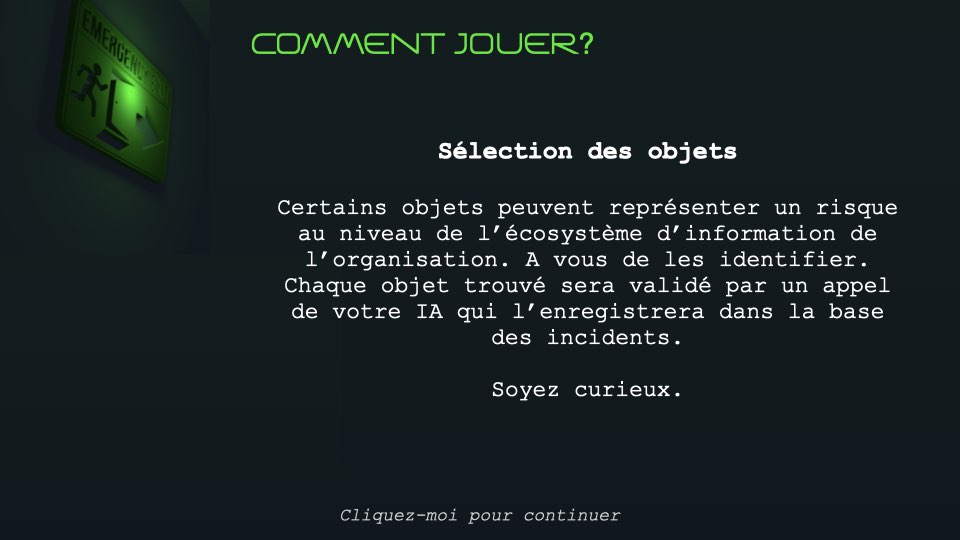 EMERGENCY EXIT
COMMENT JOUER?
Sélection des objets
Certains objets peuvent représenter un risque
au niveau de l’écosystème d’information de
l’organisation. A vous de les identifier.
Chaque objet trouvé sera validé par un appel
de votre IA qui l’enregistrera dans la base
des incidents.
Soyez curieux.
Cliquez-moi pour continuer